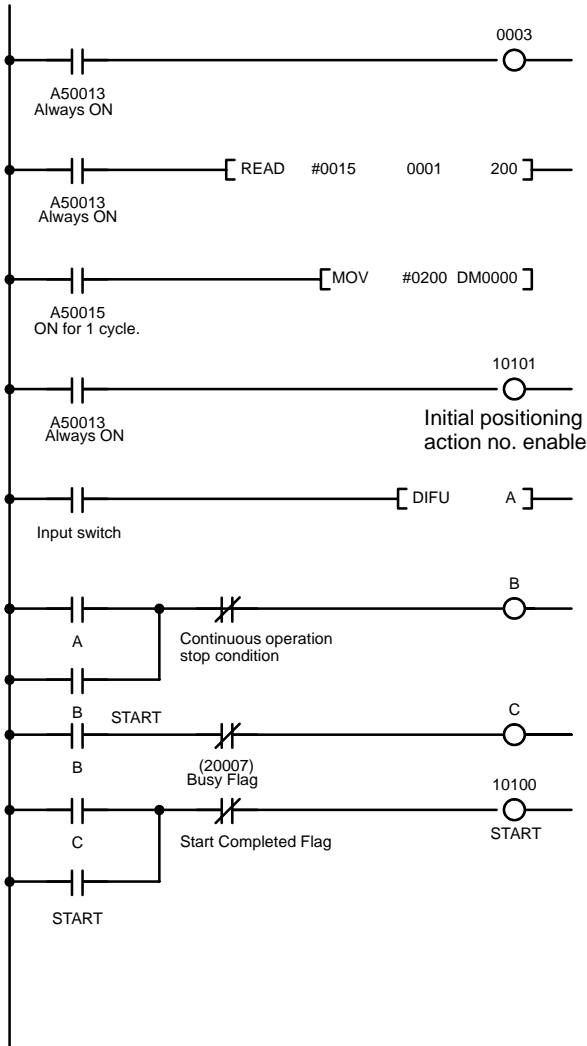 0003
A50013
Always ON
READ #0015 0001 200
A50013
Always ON
MOV #0200 DM0000
A50015
ON for 1 cycle.
10101
A50013
Always ON
Initial positioning
action no. enable
DIFU A
Input switch
B
A
Continuous operation
stop condition
B
START
C
B
(20007)
Busy Flag
10100
C
Start Completed Flag
START
START